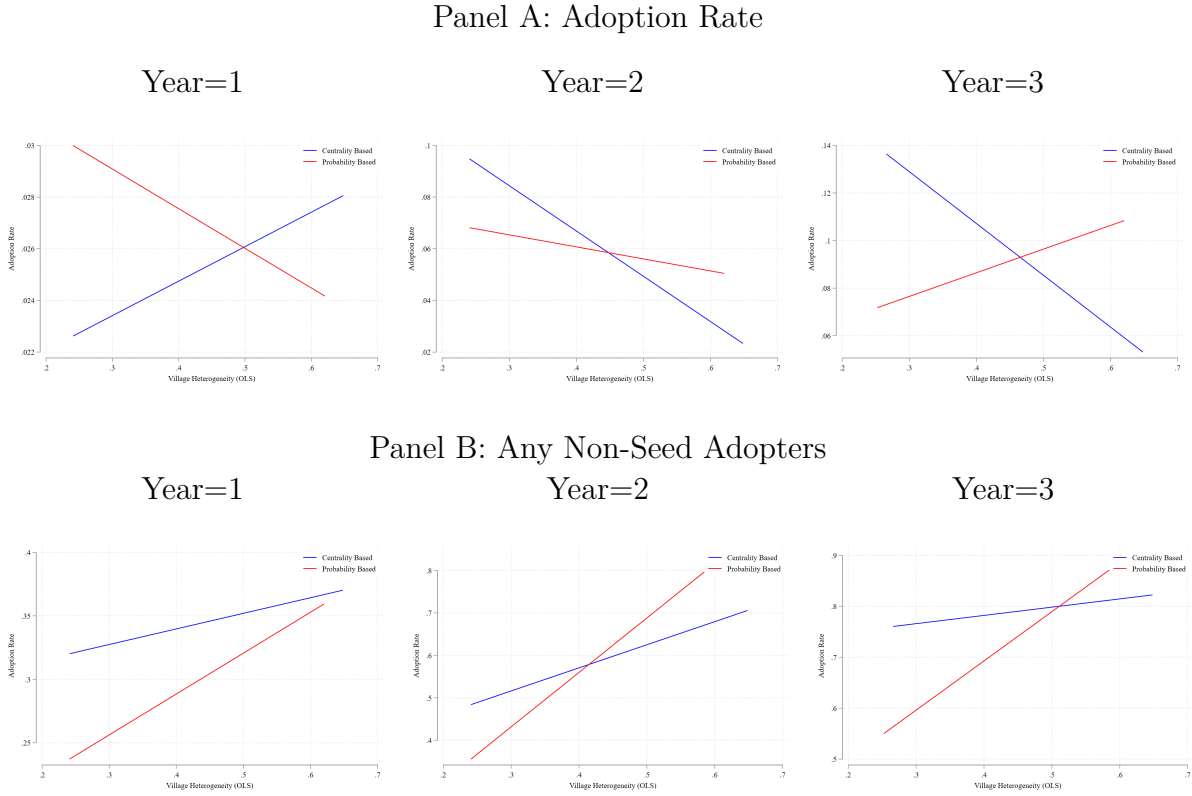 Panel A: Adoption Rate
Year=1
Year=2
Year=3
.03
.028
.026
.024
.022
Adoption Rate
Centrality Based
Probability Based
.2 .3 .4 .5 .6 .7
Village Heterogeneity (OLS)
.1
.08
.06
.04
.02
Adoption Rate
Centrality Based
Probability Based
.2 .3 .4 .5 .6 .7
Village Heterogeneity (OLS)
.14
.12
.1
.08
.06
Adoption Rate
Centrality Based
Probability Based
.2 .3 .4 .5 .6 .7
Village Heterogeneity (OLS)
Panel B: Any Non-Seed Adopters
Year=1
Year=2
Year=3
.4
.35
.3
.25
Adoption Rate
Centrality Based
Probability Based
.2 .3 .4 .5 .6 .7
Village Heterogeneity (OLS)
.8
.7
.6
.5
.4
Adoption Rate
Centrality Based
Probability Based
.2 .3 .4 .5 .6 .7
Village Heterogeneity (OLS)
.9
.8
.7
.6
.5
Adoption Rate
Centrality Based
Probability Based
.2 .3 .4 .5 .6 .7
Village Heterogeneity (OLS)